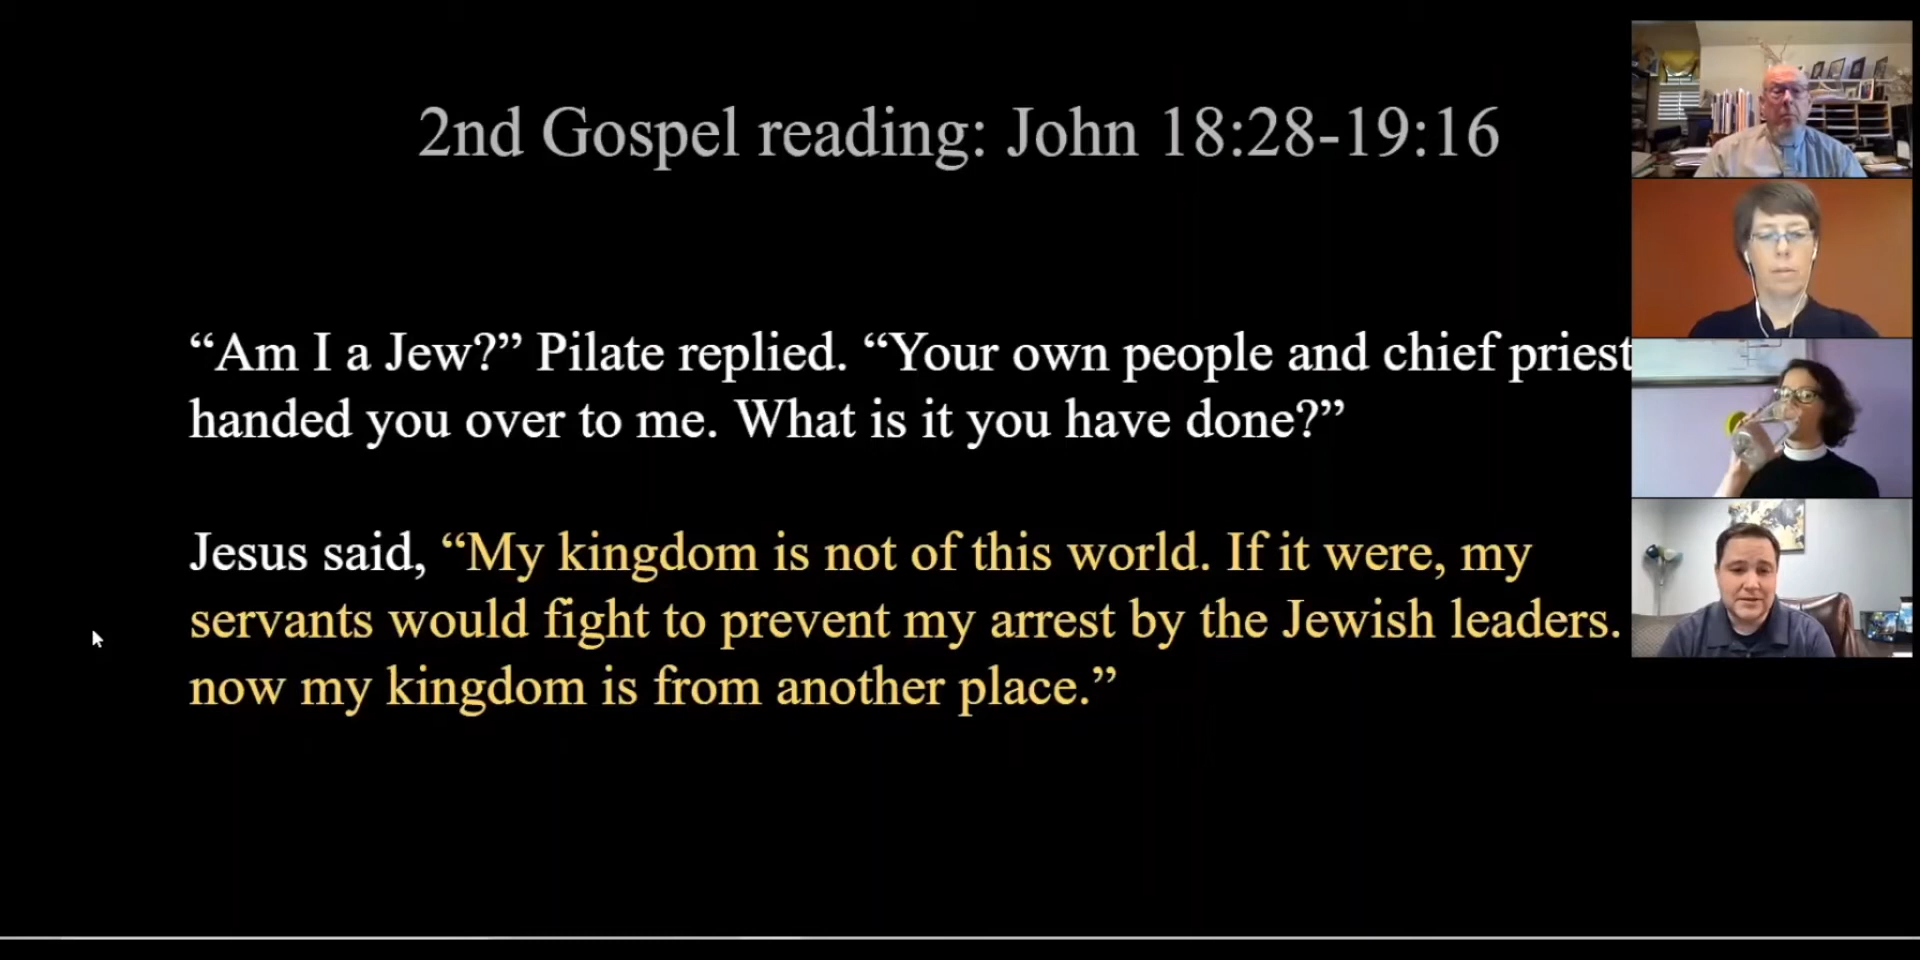 2nd Gospel reading: John 18:28-19:16
“Am I a Jew?” Pilate replied. “Your own people and chief priest
handed you over to me. What is it you have done?”
Jesus said, “My kingdom is not of this world. If it were, my
servants would fight to prevent my arrest by the Jewish leaders.
now my kingdom is from another place.”